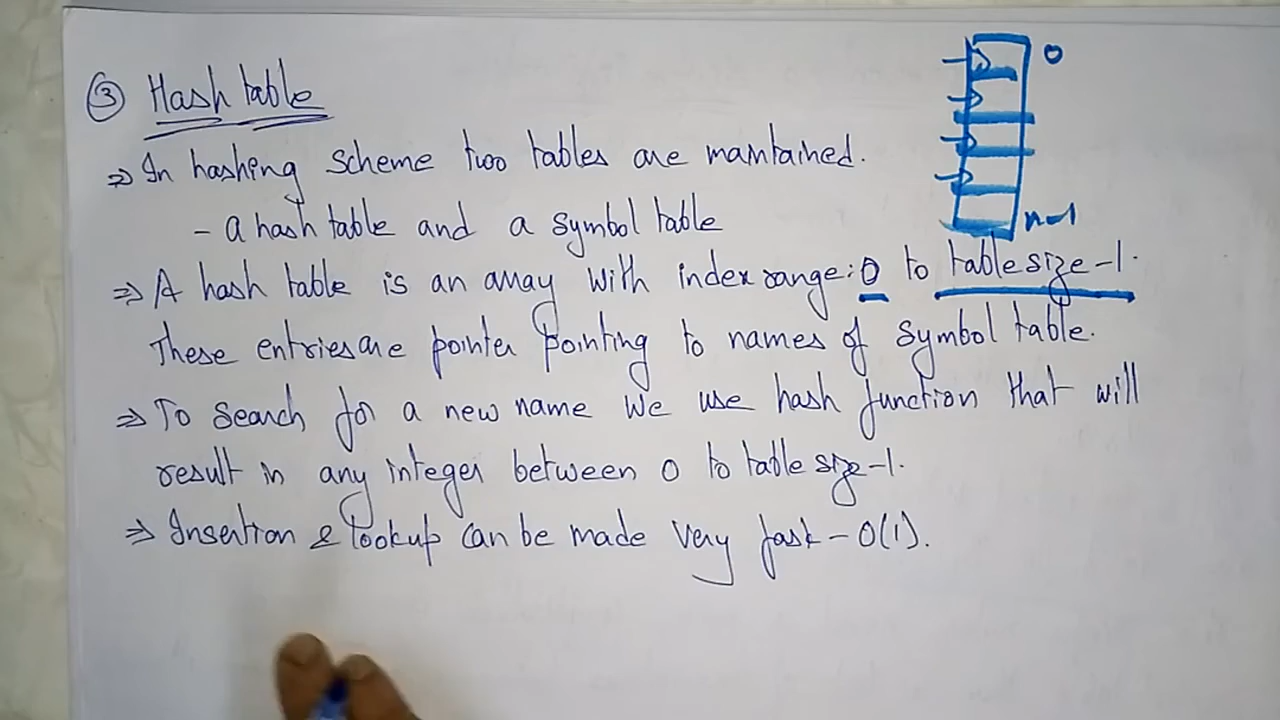 ③ Hash table
⇒ In hashing scheme two tables are maintained.
- a hash table and a symbol table
⇒ A hash table is an array with index range: 0 to table size-1.
These entries are pointer pointing to names of symbol table.
⇒ To search for a new name we use hash function that will
result in any integer between 0 to table size-1.
⇒ Insertion & lookup can be made very fast - O(1).
0
n-1